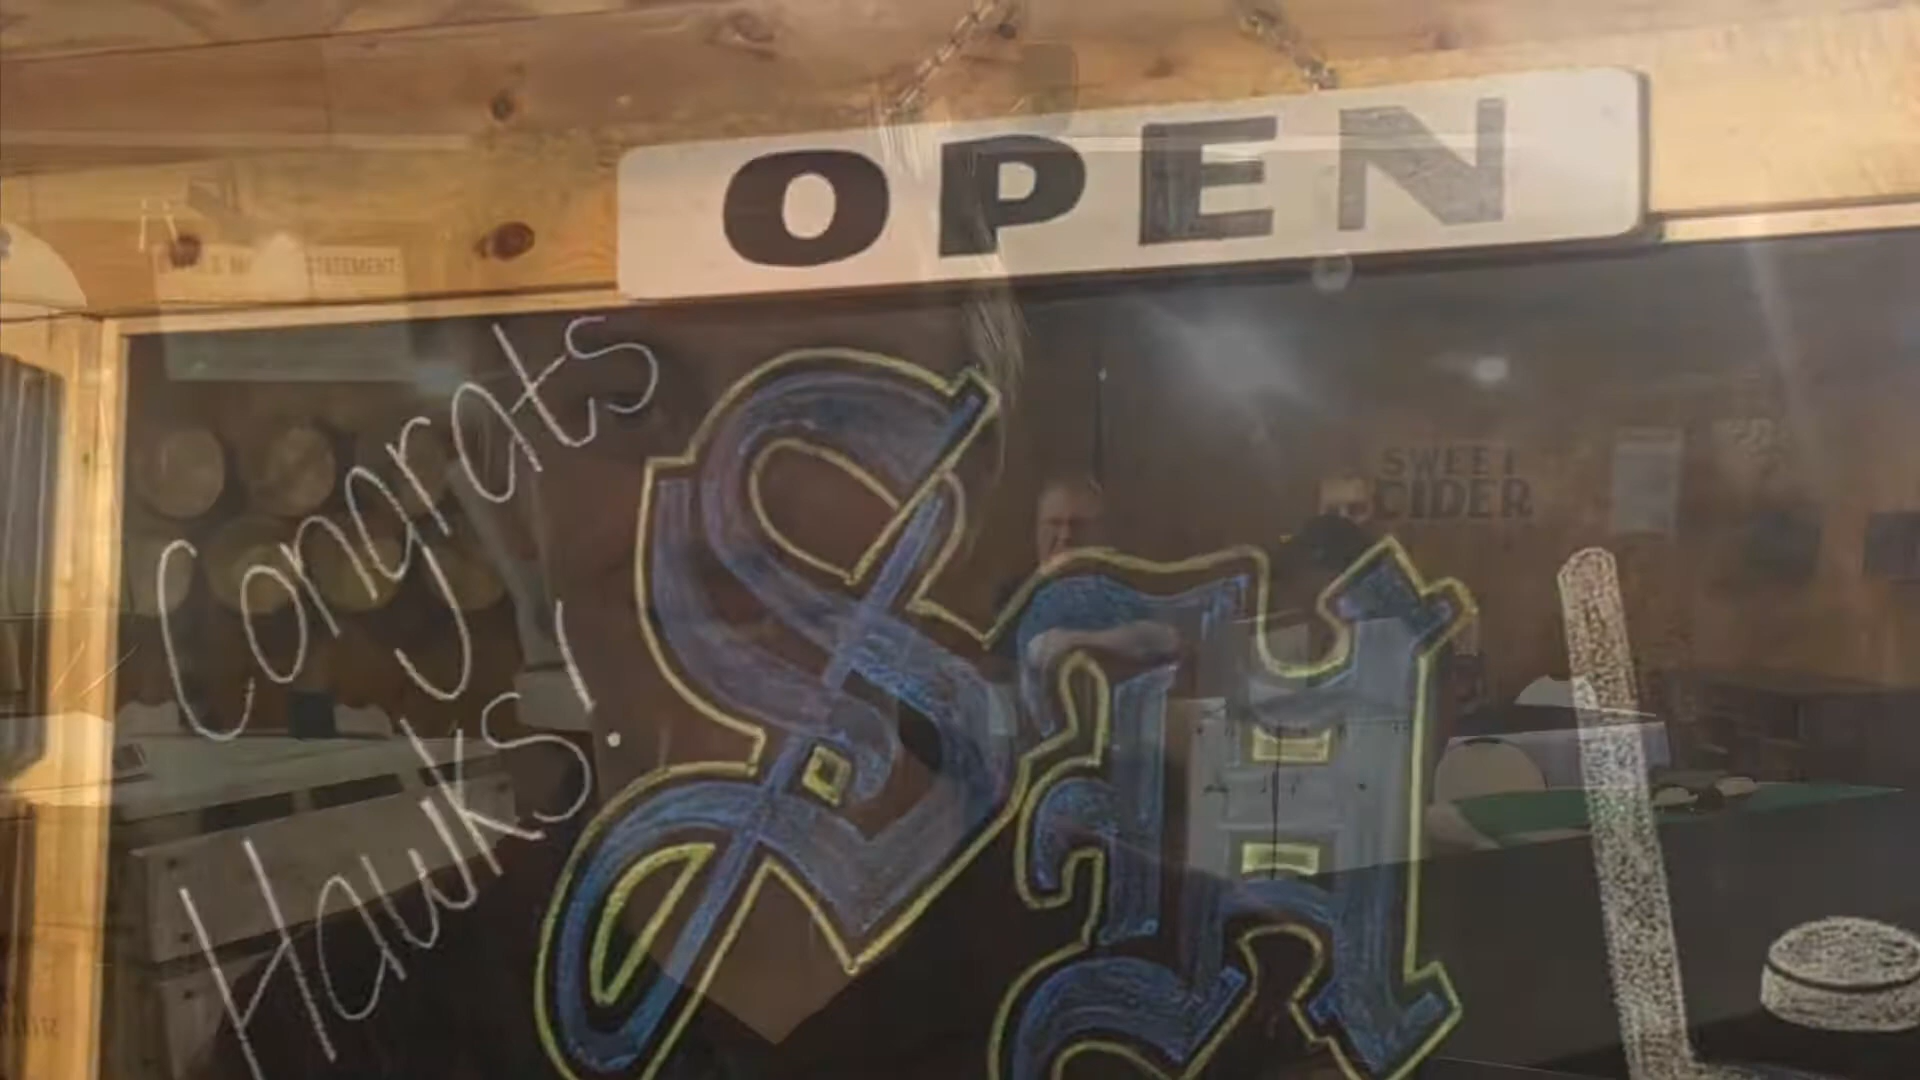 OPEN
STATEMENT
Congrats
Hawks!
SH
SWEET
CIDER